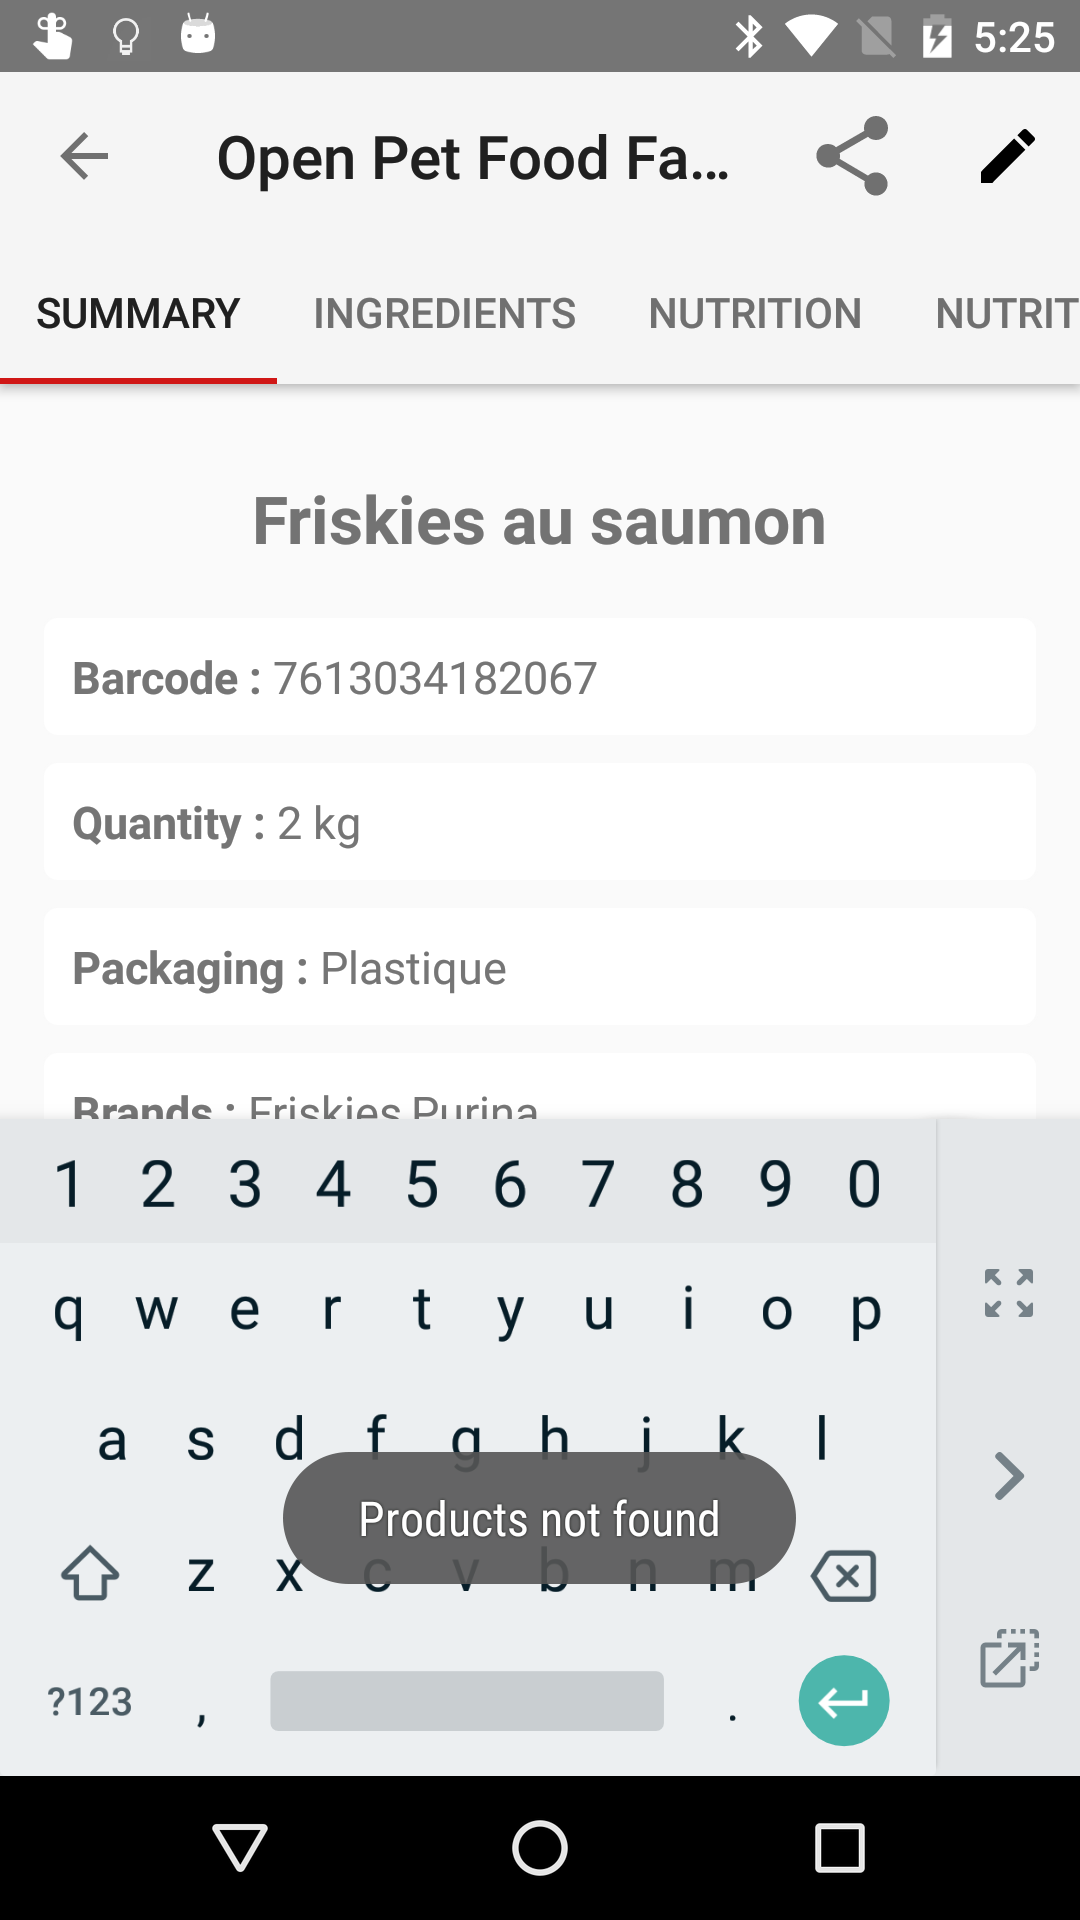 5:25
Open Pet Food Fa...
SUMMARY INGREDIENTS NUTRITION NUTRIT
Friskies au saumon
Barcode : 7613034182067
Quantity : 2 kg
Packaging : Plastique
Brands : Friskies Purina
1 2 3 4 5 6 7 8 9 0
q w e r t y u i o p
a s d f g h j k l
Products not found
z x c v b n m
?123 , .